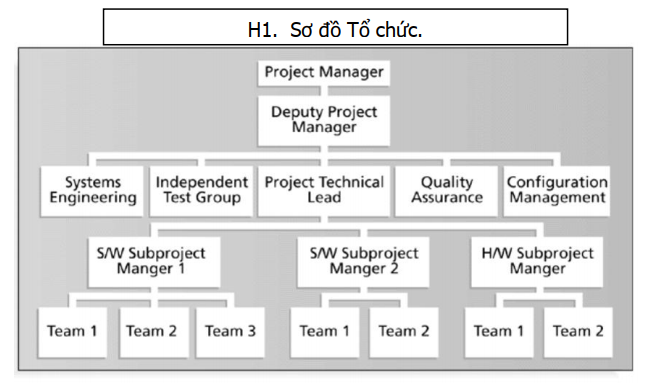 H1. Sơ đồ Tổ chức.
Project Manager
Deputy Project
Manager
Systems
Engineering
Independent
Test Group
Project Technical
Lead
Quality
Assurance
Configuration
Management
S/W Subproject
Manger 1
S/W Subproject
Manger 2
H/W Subproject
Manger
Team 1
Team 2
Team 3
Team 1
Team 2
Team 1
Team 2